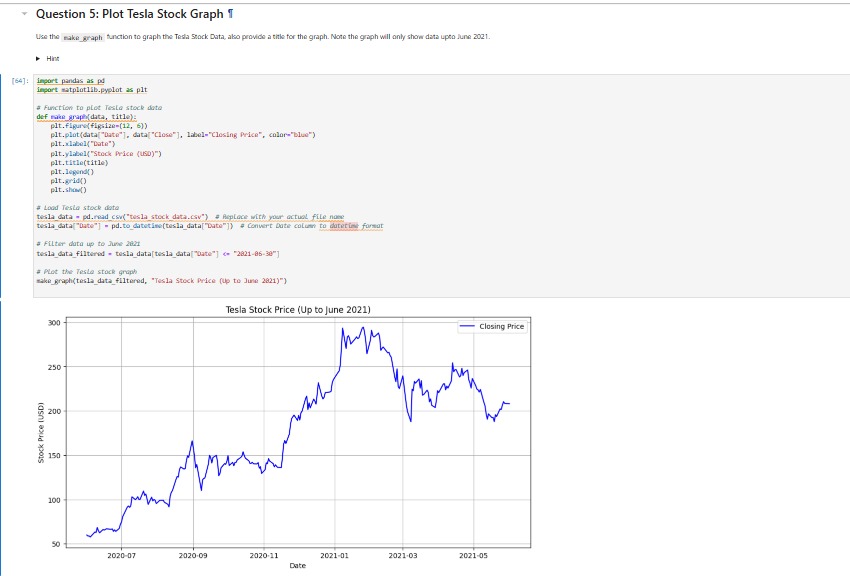 Question 5: Plot Tesla Stock Graph ¶
Use the make_graph function to graph the Tesla Stock Data, also provide a title for the graph. Note the graph will only show data upto June 2021.
Hint
[64]:
import pandas as pd
import matplotlib.pyplot as plt
# Function to plot Tesla stock data
def make_graph(data, title):
    plt.figure(figsize=(12, 6))
    plt.plot(data["Date"], data["Close"], label="Closing Price", color="blue")
    plt.xlabel("Date")
    plt.ylabel("Stock Price (USD)")
    plt.title(title)
    plt.legend()
    plt.grid()
    plt.show()
# Load Tesla stock data
tesla_data = pd.read_csv("tesla_stock_data.csv")  # Replace with your actual file name
tesla_data["Date"] = pd.to_datetime(tesla_data["Date"])  # Convert Date column to datetime format
# Filter data up to June 2021
tesla_data_filtered = tesla_data[tesla_data["Date"] <= "2021-06-30"]
# Plot the Tesla stock graph
make_graph(tesla_data_filtered, "Tesla Stock Price (Up to June 2021)")
Tesla Stock Price (Up to June 2021)
Closing Price
300
250
200
150
100
50
Stock Price (USD)
2020-07 2020-09 2020-11 2021-01 2021-03 2021-05
Date